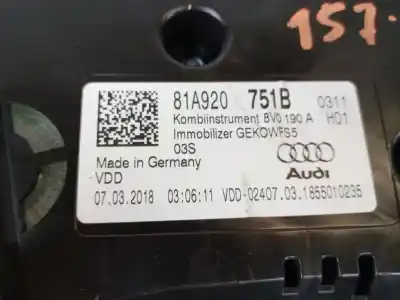 157.
81A920 751B 0311
Kombiinstrument 8V0 190 A H01
Immobilizer GEKOWFS5
03S
Made in Germany
VDD
Audi
07.03.2018 03:06:11 VDD-02407.03.1855010235